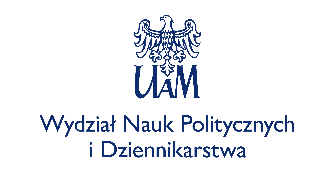 UAM
Wydział Nauk Politycznych
i Dziennikarstwa